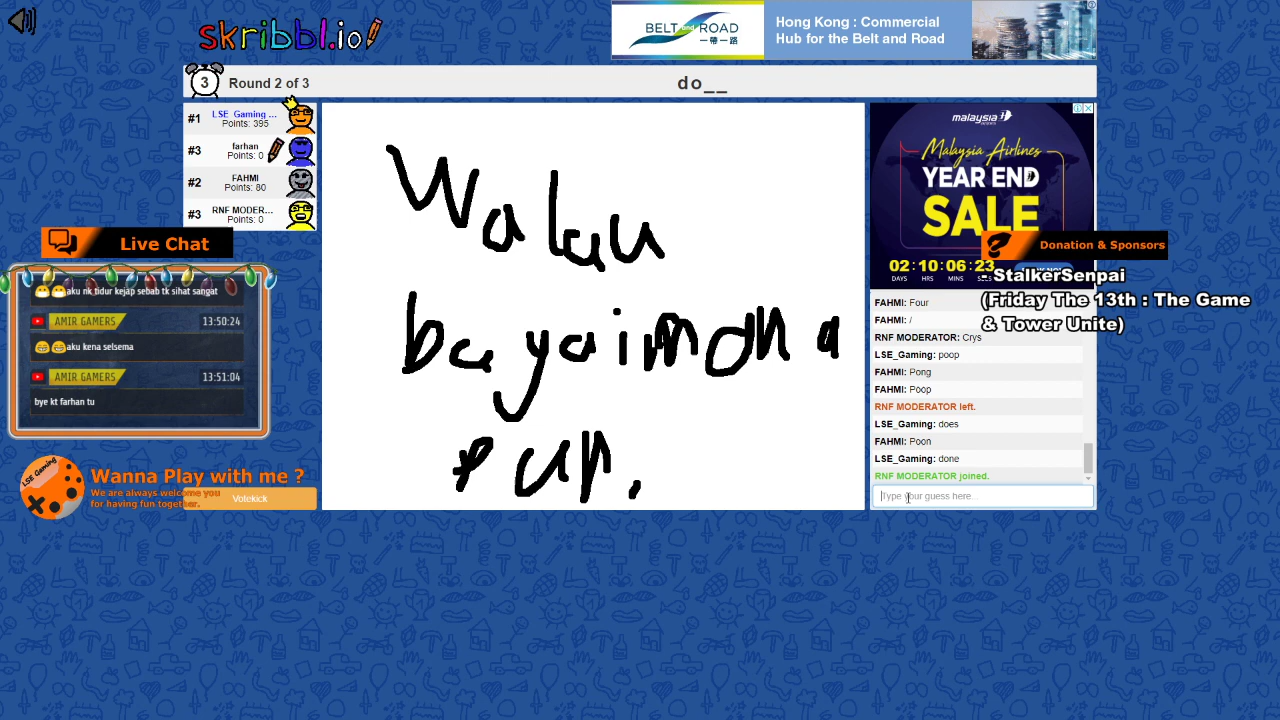 skribbl.io
BELT and ROAD
一帶一路
Hong Kong : Commercial
Hub for the Belt and Road
3
Round 2 of 3
do__
#1
LSE_Gaming ...
Points: 395
#3
farhan
Points: 0
#2
FAHMI
Points: 80
#3
RNF MODER...
Points: 0
Live Chat
aku nk tidur kejap sebab tk sihat sangat
AMIR GAMERS
13:50:24
aku kena selsema
AMIR GAMERS
13:51:04
bye kt farhan tu
LSE Gaming
Wanna Play with me ?
We are always welcome you
for having fun together.
Votekick
Walau
bagaimana
pun.
malaysia
airlines
Malaysia Airlines
YEAR END
SALE
02:10:06:23
DAYS HRS MINS SECS
Donation & Sponsors
- StalkerSenpai
(Friday The 13th : The Game
& Tower Unite)
FAHMI: Four
FAHMI: /
RNF MODERATOR: Crys
LSE_Gaming: poop
FAHMI: Pong
FAHMI: Poop
RNF MODERATOR left.
LSE_Gaming: does
FAHMI: Poon
LSE_Gaming: done
RNF MODERATOR joined.
Type your guess here...